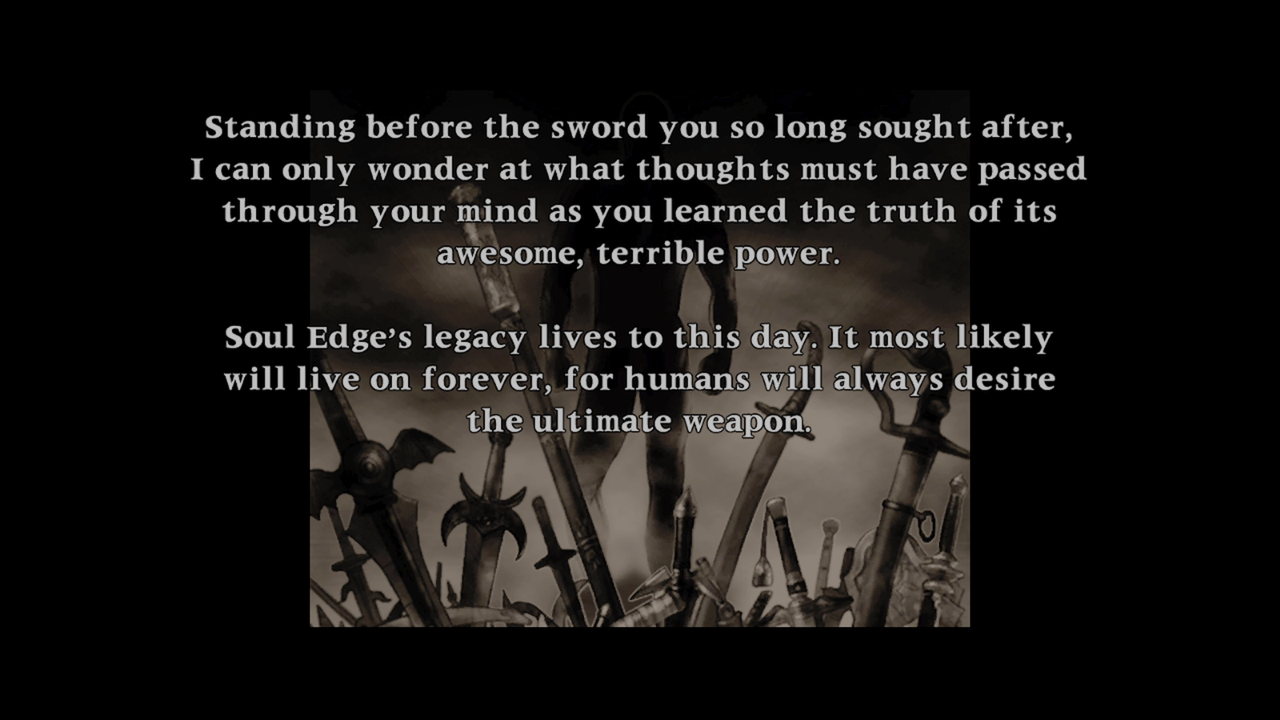 Standing before the sword you so long sought after,
I can only wonder at what thoughts must have passed
through your mind as you learned the truth of its
awesome, terrible power.
Soul Edge’s legacy lives to this day. It most likely
will live on forever, for humans will always desire
the ultimate weapon.